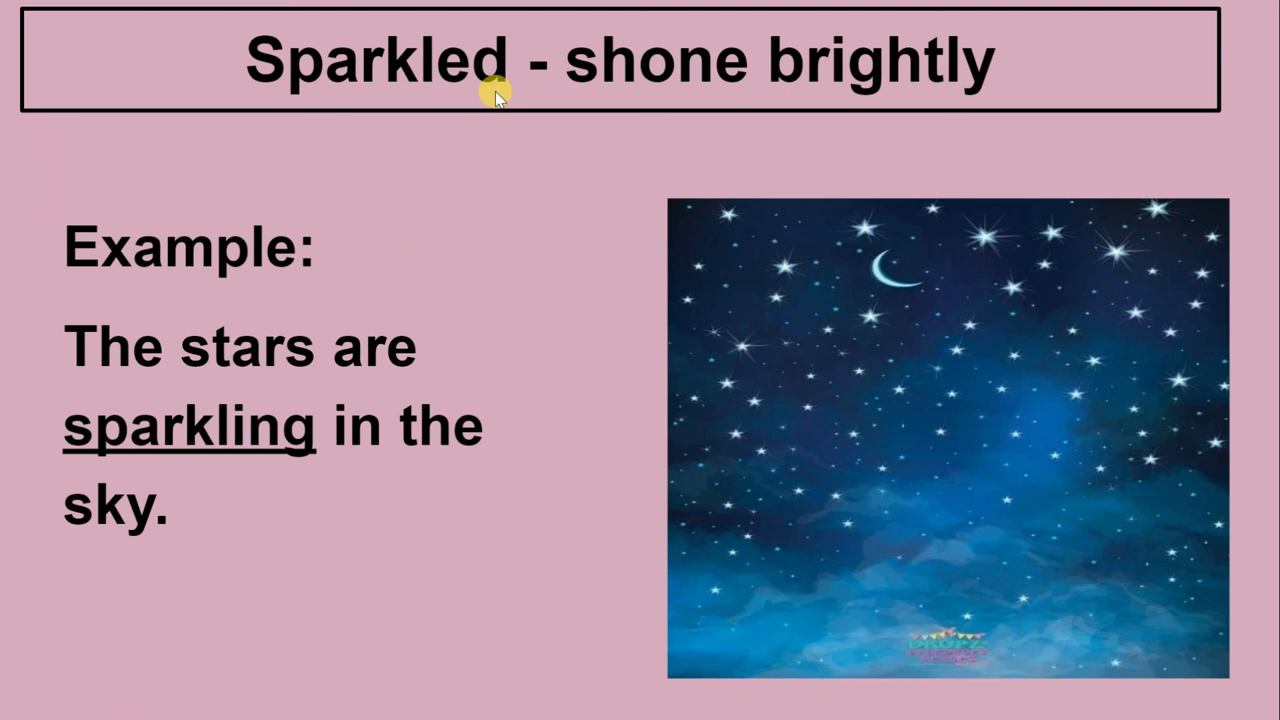 Sparkled - shone brightly
Example:
The stars are
sparkling in the
sky.